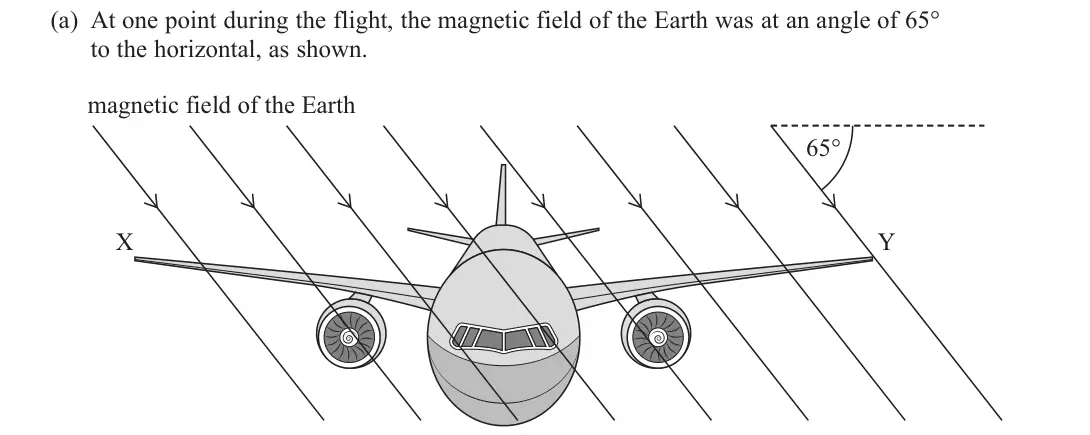 (a) At one point during the flight, the magnetic field of the Earth was at an angle of 65°
to the horizontal, as shown.
magnetic field of the Earth
65°
X
Y